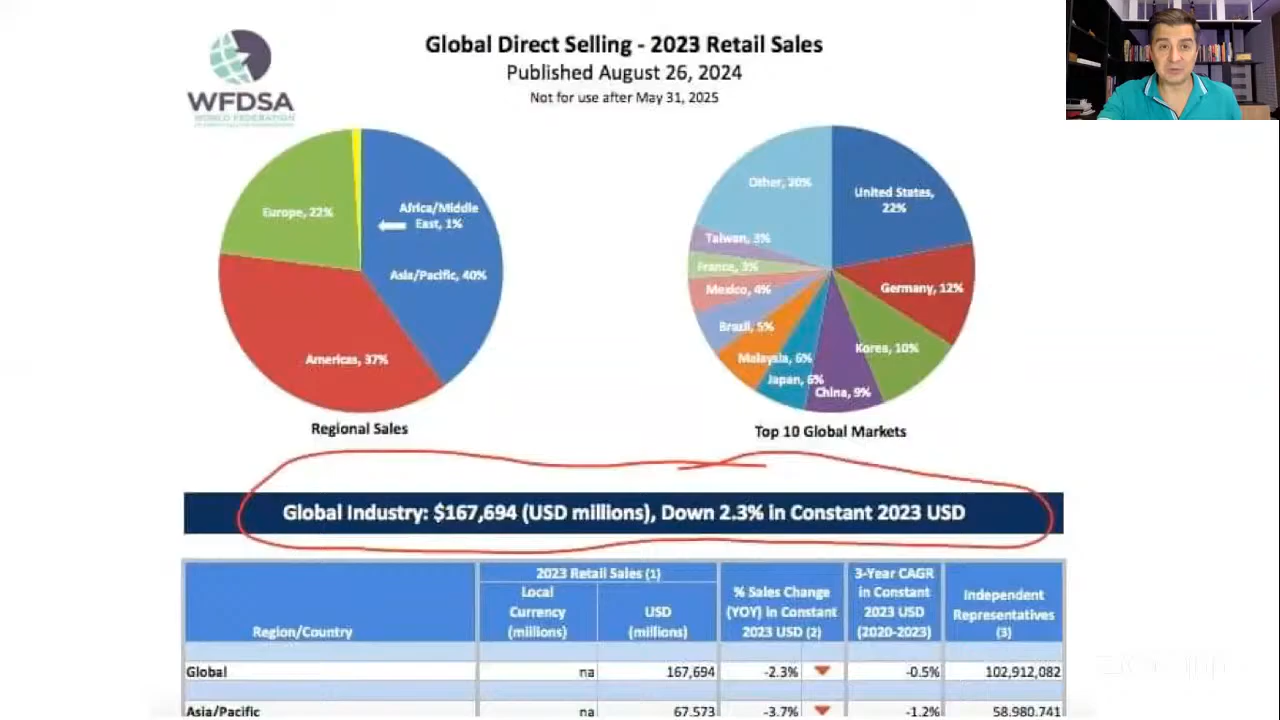 Global Direct Selling - 2023 Retail Sales
Published August 26, 2024
Not for use after May 31, 2025
WFDSA
WORLD FEDERATION
Europe, 22%
Africa/Middle
East, 1%
Asia/Pacific, 40%
Americas, 37%
Regional Sales
Other, 20%
United States,
22%
Taiwan, 3%
France, 3%
Mexico, 4%
Brazil, 5%
Malaysia, 6%
Japan, 6%
China, 9%
Korea, 10%
Germany, 12%
Top 10 Global Markets
Global Industry: $167,694 (USD millions), Down 2.3% in Constant 2023 USD
Region/Country
2023 Retail Sales (1)
Local
Currency
(millions)
USD
(millions)
% Sales Change
(YOY) in Constant
2023 USD (2)
3-Year CAGR
in Constant
2023 USD
(2020-2023)
Independent
Representatives
(3)
Global na 167,694 -2.3% -0.5% 102,912,082
Asia/Pacific na 67,573 -3.7% -1.2% 58,980,741